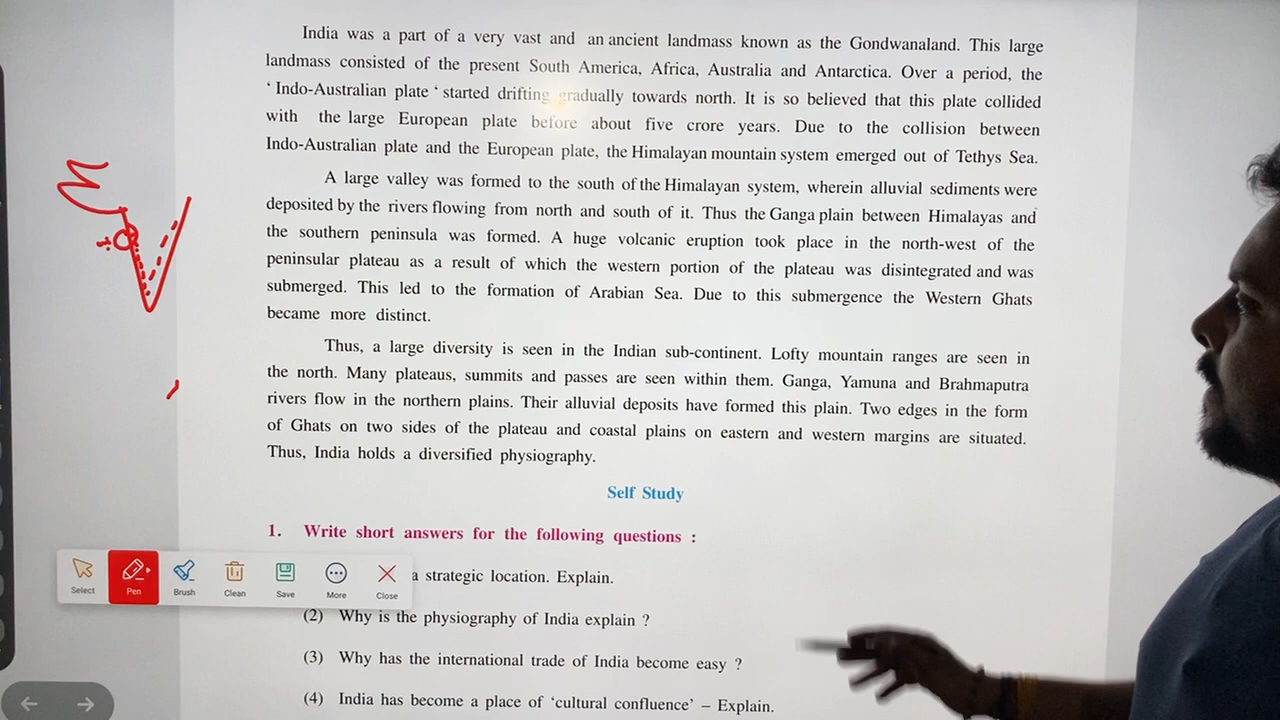 India was a part of a very vast and an ancient landmass known as the Gondwanaland. This large
landmass consisted of the present South America, Africa, Australia and Antarctica. Over a period, the
‘ Indo-Australian plate ‘ started drifting gradually towards north. It is so believed that this plate collided
with the large European plate before about five crore years. Due to the collision between
Indo-Australian plate and the European plate, the Himalayan mountain system emerged out of Tethys Sea.
A large valley was formed to the south of the Himalayan system, wherein alluvial sediments were
deposited by the rivers flowing from north and south of it. Thus the Ganga plain between Himalayas and
the southern peninsula was formed. A huge volcanic eruption took place in the north-west of the
peninsular plateau as a result of which the western portion of the plateau was disintegrated and was
submerged. This led to the formation of Arabian Sea. Due to this submergence the Western Ghats
became more distinct.
Thus, a large diversity is seen in the Indian sub-continent. Lofty mountain ranges are seen in
the north. Many plateaus, summits and passes are seen within them. Ganga, Yamuna and Brahmaputra
rivers flow in the northern plains. Their alluvial deposits have formed this plain. Two edges in the form
of Ghats on two sides of the plateau and coastal plains on eastern and western margins are situated.
Thus, India holds a diversified physiography.
Self Study
1. Write short answers for the following questions :
a strategic location. Explain.
Select Pen Brush Clean Save More Close
(2) Why is the physiography of India explain ?
(3) Why has the international trade of India become easy ?
(4) India has become a place of ‘cultural confluence’ – Explain.